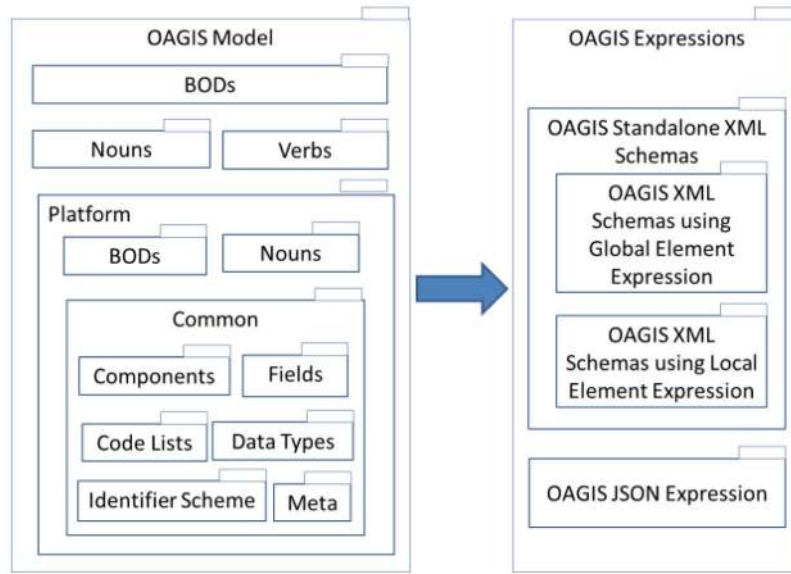 OAGIS Model
BODs
Nouns
Verbs
Platform
BODs
Nouns
Common
Components
Fields
Code Lists
Data Types
Identifier Scheme
Meta
OAGIS Expressions
OAGIS Standalone XML
Schemas
OAGIS XML
Schemas using
Global Element
Expression
OAGIS XML
Schemas using Local
Element Expression
OAGIS JSON Expression